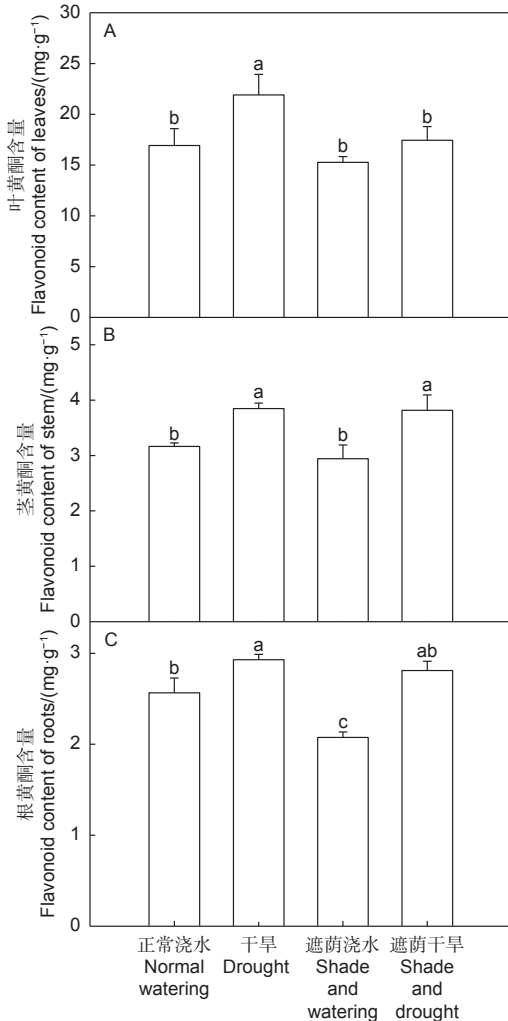 A
叶黄酮含量
Flavonoid content of leaves/(mg·g⁻¹)
30
25
20
15
10
5
0
b
a
b
b
B
茎黄酮含量
Flavonoid content of stem/(mg·g⁻¹)
5
4
3
2
1
0
b
a
b
a
C
根黄酮含量
Flavonoid content of roots/(mg·g⁻¹)
3
2
1
0
b
a
c
ab
正常浇水
Normal
watering
干旱
Drought
遮荫浇水
Shade
and
watering
遮荫干旱
Shade
and
drought